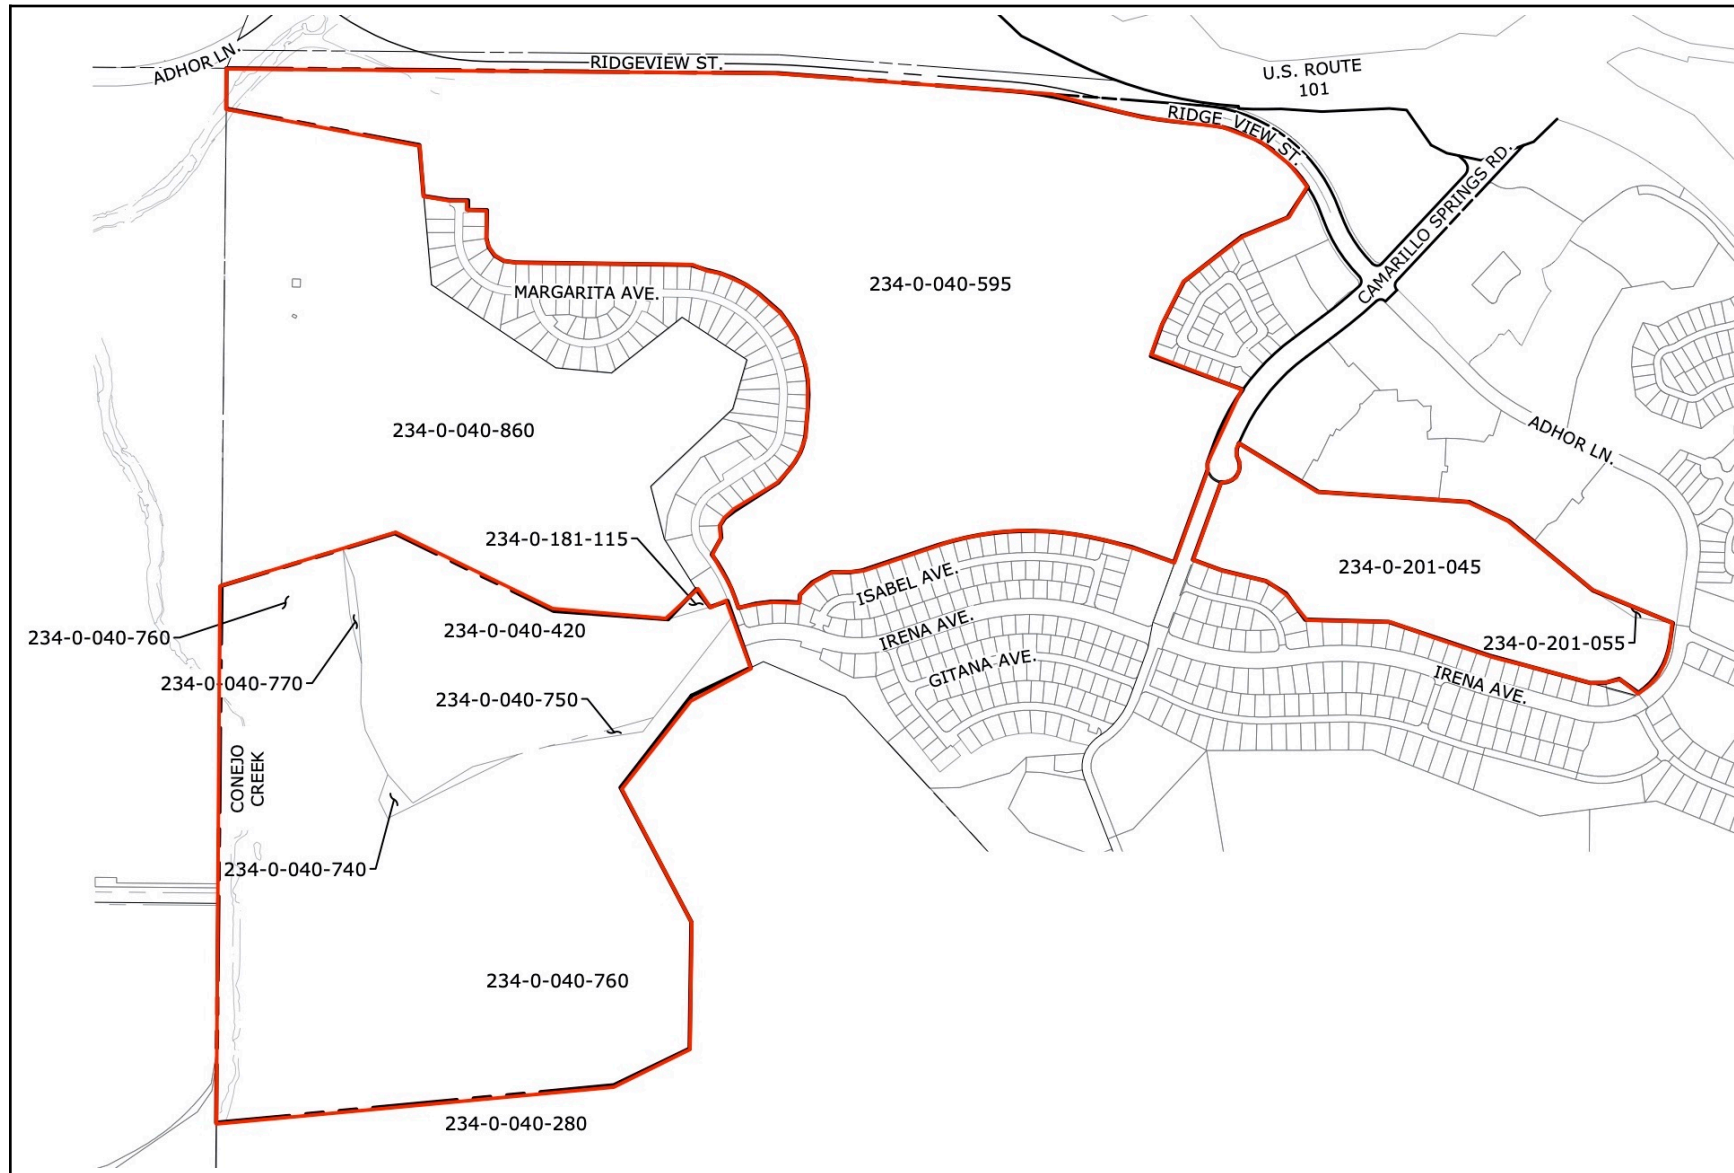 ADHOR LN.
RIDGEVIEW ST.
U.S. ROUTE
101
RIDGE VIEW ST.
CAMARILLO SPRINGS RD.
234-0-040-595
MARGARITA AVE.
234-0-040-860
ADHOR LN.
234-0-181-115
234-0-201-045
ISABEL AVE.
234-0-040-760
234-0-040-420
IRENA AVE.
234-0-201-055
GITANA AVE.
234-0-040-770
IRENA AVE.
234-0-040-750
CONEJO
CREEK
234-0-040-740
234-0-040-760
234-0-040-280